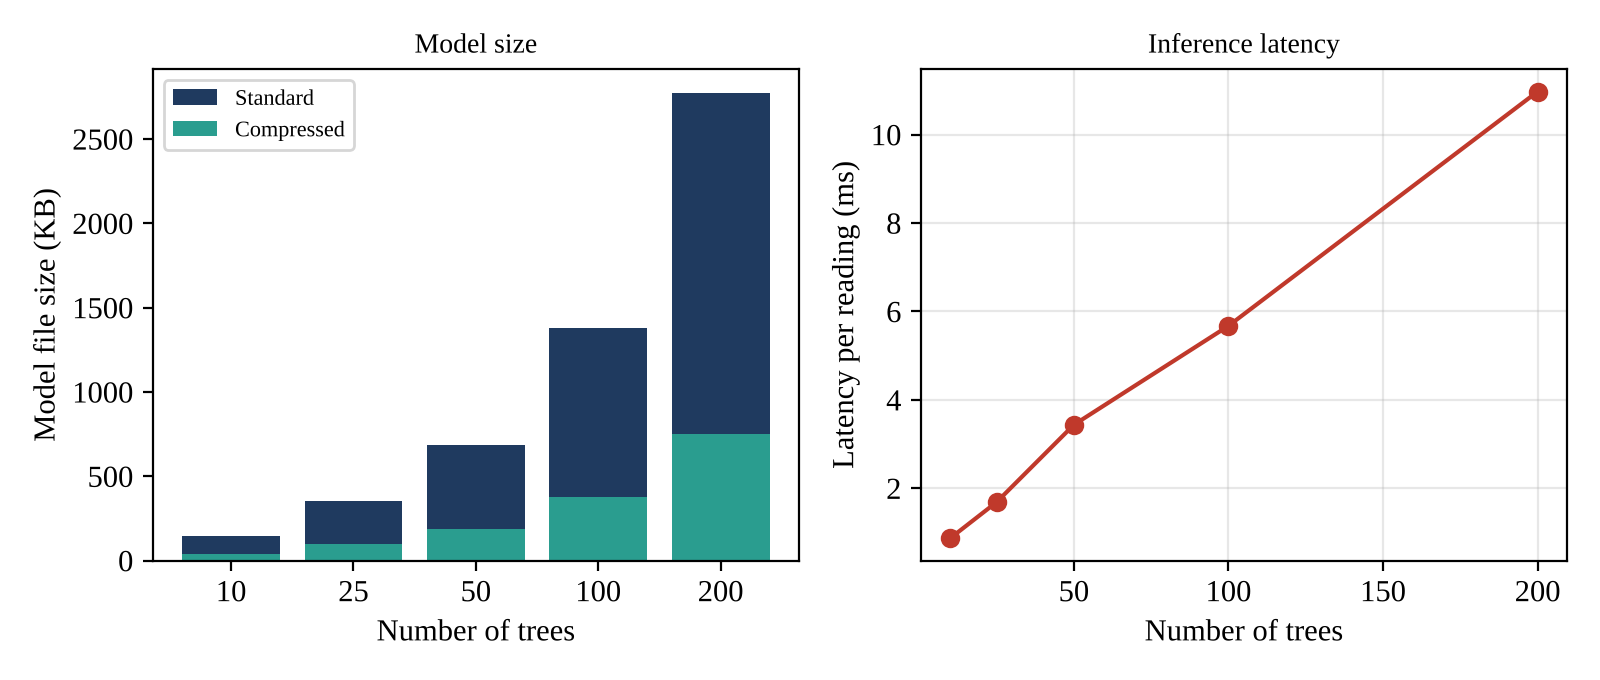 Model size
Standard
Compressed
2500
2000
1500
1000
500
0
Model file size (KB)
10 25 50 100 200
Number of trees
Inference latency
10
8
6
4
2
Latency per reading (ms)
50 100 150 200
Number of trees